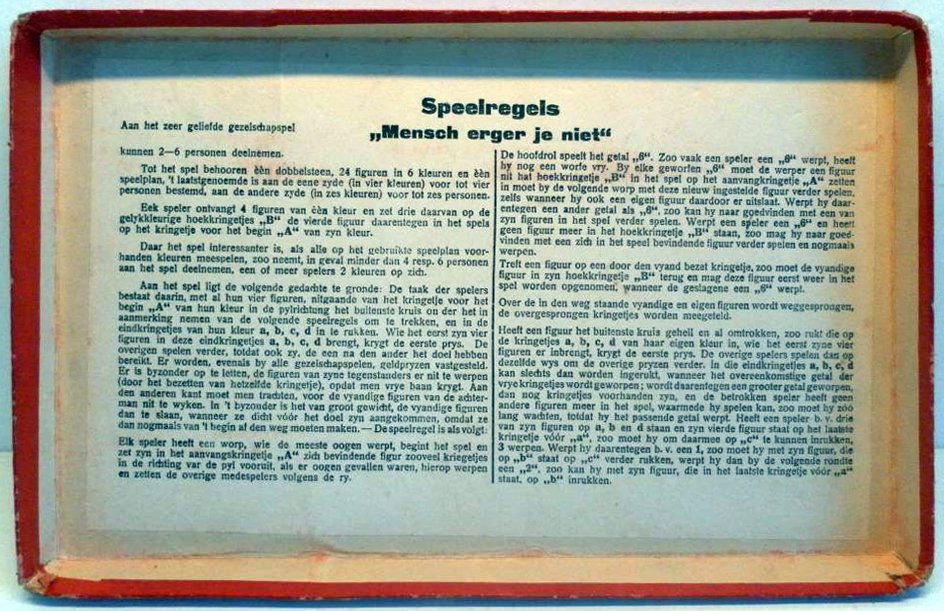 Speelregels
„Mensch erger je niet“
Aan het zeer geliefde gezelschapspel
kunnen 2—6 personen deelnemen.
Tot het spel behooren èèn dobbelsteen, 24 figuren in 6 kleuren en èèn
speelplan, 't laatstgenoemde is aan de eene zyde (in vier kleuren) voor tot vier
personen bestemd, aan de andere zyde (in zes kleuren) voor tot zes personen.
Eek speler ontvangt 4 figuren van èèn kleur en zet drie daarvan op de
gelykkleurige hoekkringetjes „B“ de vierde figuur daarentegen in het spels
op het kringetje voor het begin „A“ van zyn kleur.
Daar het spel interessanter is, als alle op het gebruikte speelplan voor-
handen kleuren meespelen, zoo neemt, in geval minder dan 4 resp. 6 personen
aan het spel deelnemen, een of meer spelers 2 kleuren op zich.
Aan het spel ligt de volgende gedachte te gronde: De taak der spelers
bestaat daarin, met al hun vier figuren, nitgaande van het kringetje voor het
begin „A“ van hun kleur in de pylrichting het buitenste kruis on der het in
aanmerking nemen van de volgende speelregels om te trekken, en in de
eindkringetjes van hun kleur a, b, c, d in te rukken. Wie het eerst zyn vier
figuren in deze eindkringetjes a, b, c, d brengt, krygt de eerste prys. De
overigen spelen verder, totdat ook zy, de een na den ander het doel hebben
bereikt. Er worden, evenals by alle gezelschapspelen, geldpryzen vastgesteld.
Er is byzonder op te letten, de figuren van zyne tegenstanders er nit te werpen
(door het bezetten van hetzelfde kringetje), opdat men vrye baan krygt. Aan
den anderen kant moet men trachten, voor de vyandige figuren van de achter-
man nit te wyken. In 't byzonder is het van groot gewicht, de vyandige figuren
dan te slaan, wanneer ze dicht vóór het doel zyn aangekommen, omdat ze
dan nogmaals van 't begin af den weg moeten maken. — De speelregel is als volgt:
Elk speler heeft een worp, wie de meeste oogen werpt, begint het spel en
zet zyn in het aanvangskringetje „A“ zich bevindende figur zooveel kriegetjes
in de richting var de pyl vooruit, als er oogen gevallen waren, hierop werpen
en zetten de overige medespelers volgens de ry.
De hoofdrol speelt het getal „6“. Zoo vaak een speler een „6“ werpt, heeft
hy nog een worfe vry. By elke geworfen „6“ moet de werper een figuur
nit hat hoekkringetje „B“ in het spel op het aanvangkringetje „A“ zetten
in moet by de volgende worp met dees nieuw ingestelde figuur verder spelen,
zelfs wanneer hy ook een eigen figuur daardoor er uitslaat. Werpt hy daar-
entegen een ander getal als „6“, zoo kan hy naar goedvinden met een van
zyn figuren in het spel verder spelen. Werpt een speler een „6“ en heeft
geen figuur meer in het hoekkringetje „B“ staan, zoo mag hy naar goed-
vinden met een zich in het speel bevindende figuur verder spelen en nogmaals
werpen.
Treft een figuur op een door den vyand bezet kringetje, zoo moet de vyandige
figuur in zyn hoekkringetje „B“ terug en mag deze figuur eerst weer in het
spel worden opgenomen, wanneer de geslagene een „6“ werpl.
Over de in den weg staande vyandige en eigen figuren wordt weggesprongen,
de overgesprongen kringetjes worden meegeteld.
Heeft een figuur het buitenste kruis geheil en al omtrokken, zoo rukt die op
de kringetjes a, b, c, d van haar eigen kleur in, wie het eerst zyne vier
figuren er inbrengt, krygt de eerste prys. De overige spelers spelen dan op
dezelfde wys om de overige pryzen verder. In die eindkringetjes a, b, c, d
kan slechts dan worden ingerukt, wanneer het overeenkomstige getal der
vrye kringetjes wordt geworpen; wordt daarentegen een grooter getal geworpen,
dan nog kringetjes voorhanden zyn, en de betrokken speler heeft geen
andere figuren meer in het spel, waarmede hy spelen kan, zoo moet hy zoo
lang wachten, totdat hy het passende getal werpt. Heeft een speler b. v. drie
van zyn figuren op a, b en d staan en zyn vierde figuur staat op het laatste
kringetje vóór „a“, zoo moet hy om daarmee op „c“ te kunnen inrukken,
3 werpen. Werpt hy daarentegen b. v. een 1, zoo moet hy met zyn figuur, die
op „b“ staat op „c“ verder rukken, werpt hy dan by de volgende rondte
een „2“, zoo kan hy met zyn figuur, die in het laatste kringetje vóór „a“
staat, op „b“ inrukken.